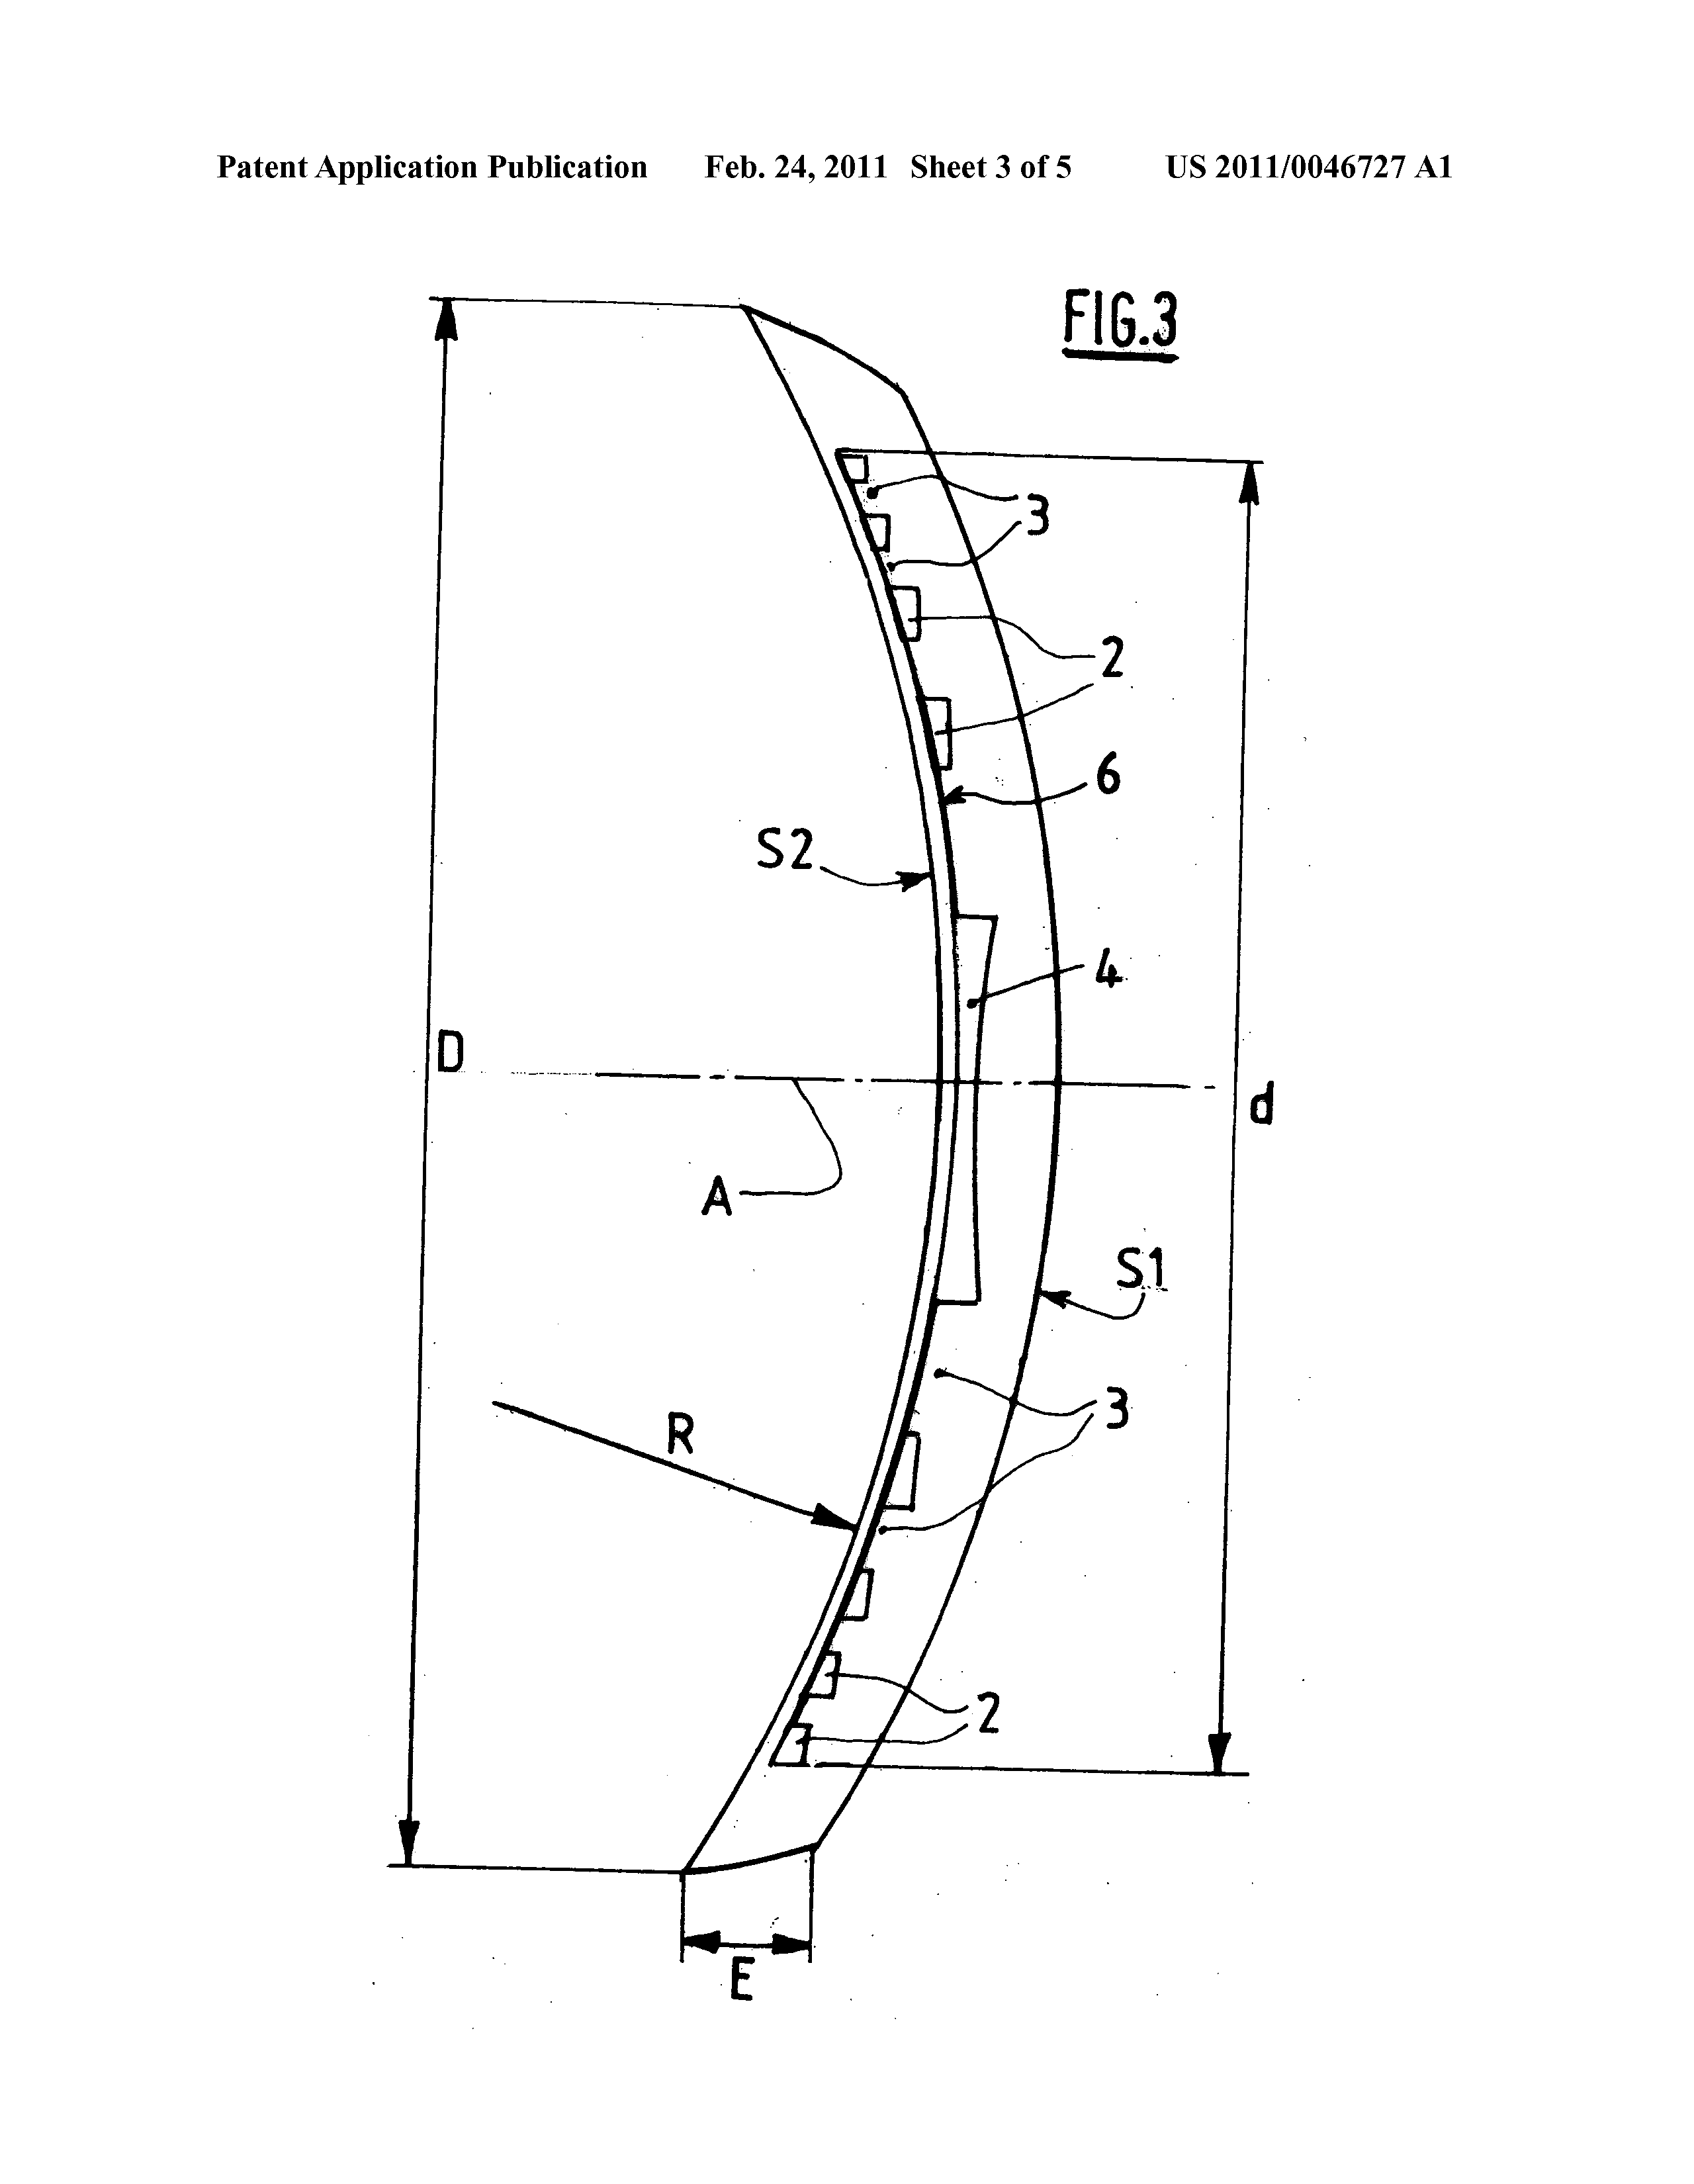 Patent Application Publication Feb. 24, 2011 Sheet 3 of 5 US 2011/0046727 A1
FIG.3
3
2
6
S2
4
D
d
A
S1
3
R
2
E